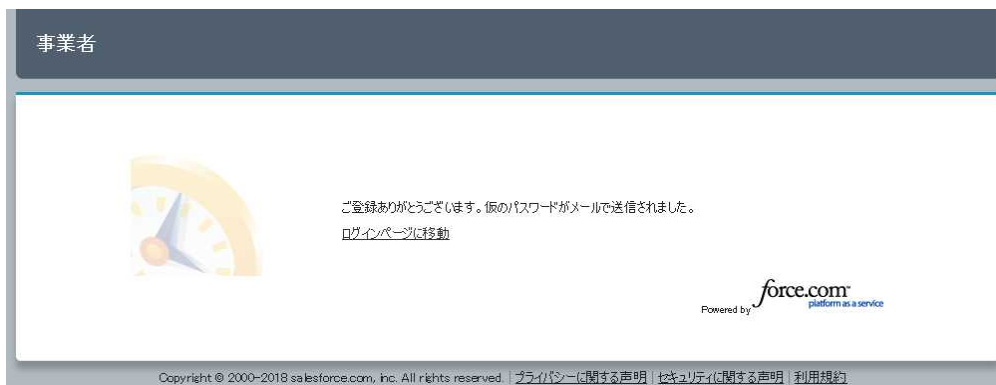 事業者
ご登録ありがとうございます。仮のパスワードがメールで送信されました。
ログインページに移動
Powered by force.com™
platform as a service
Copyright © 2000-2018 salesforce.com, inc. All rights reserved. | プライバシーに関する声明 | セキュリティに関する声明 | 利用規約